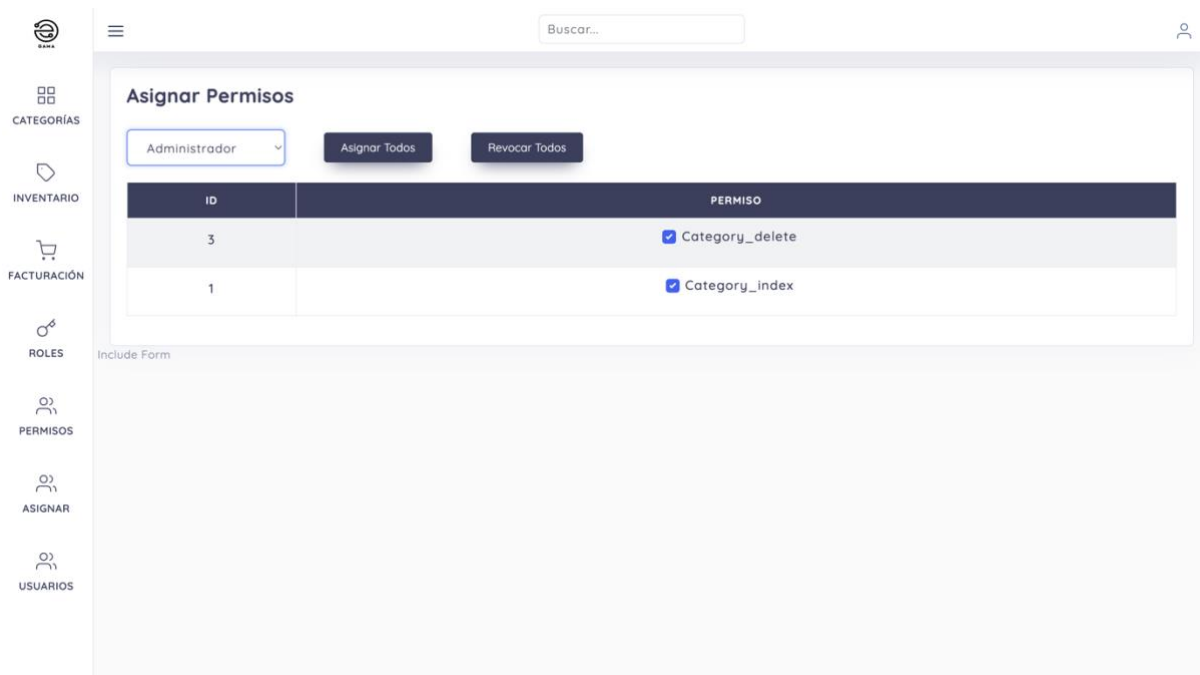 GAMA
Buscar...
CATEGORÍAS
INVENTARIO
FACTURACIÓN
ROLES
PERMISOS
ASIGNAR
USUARIOS
Asignar Permisos
Administrador
Asignar Todos
Revocar Todos
ID PERMISO
3 Category_delete
1 Category_index
Include Form